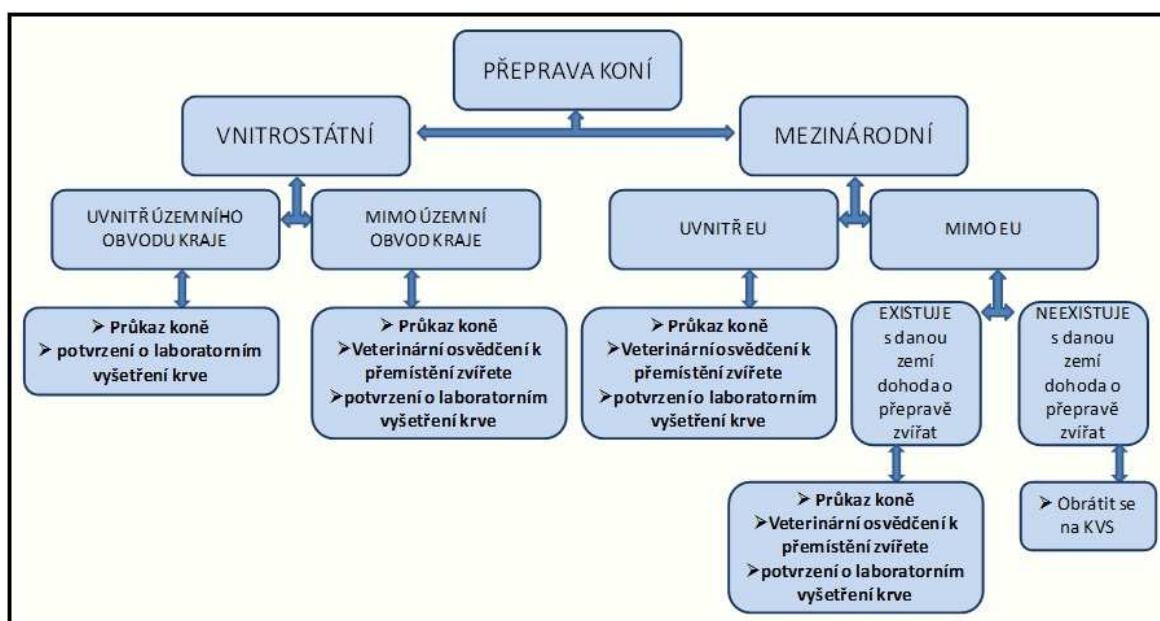 PŘEPRAVA KONÍ
VNITROSTÁTNÍ
MEZINÁRODNÍ
UVNITŘ ÚZEMNÍHO
OBVODU KRAJE
MIMO ÚZEMNÍ
OBVOD KRAJE
UVNITŘ EU
MIMO EU
➢ Průkaz koně
➢ potvrzení o laboratorním
vyšetření krve
➢ Průkaz koně
➢Veterinární osvědčení k
přemístění zvířete
➢potvrzení o laboratorním
vyšetření krve
➢ Průkaz koně
➢Veterinární osvědčení k
přemístění zvířete
➢potvrzení o laboratorním
vyšetření krve
EXISTUJE
s danou
zemí
dohoda o
přepravě
zvířat
NEEXISTUJE
s danou
zemí
dohoda o
přepravě
zvířat
➢ Průkaz koně
➢Veterinární osvědčení k
přemístění zvířete
➢potvrzení o laboratorním
vyšetření krve
➢ Obrátit se
na KVS